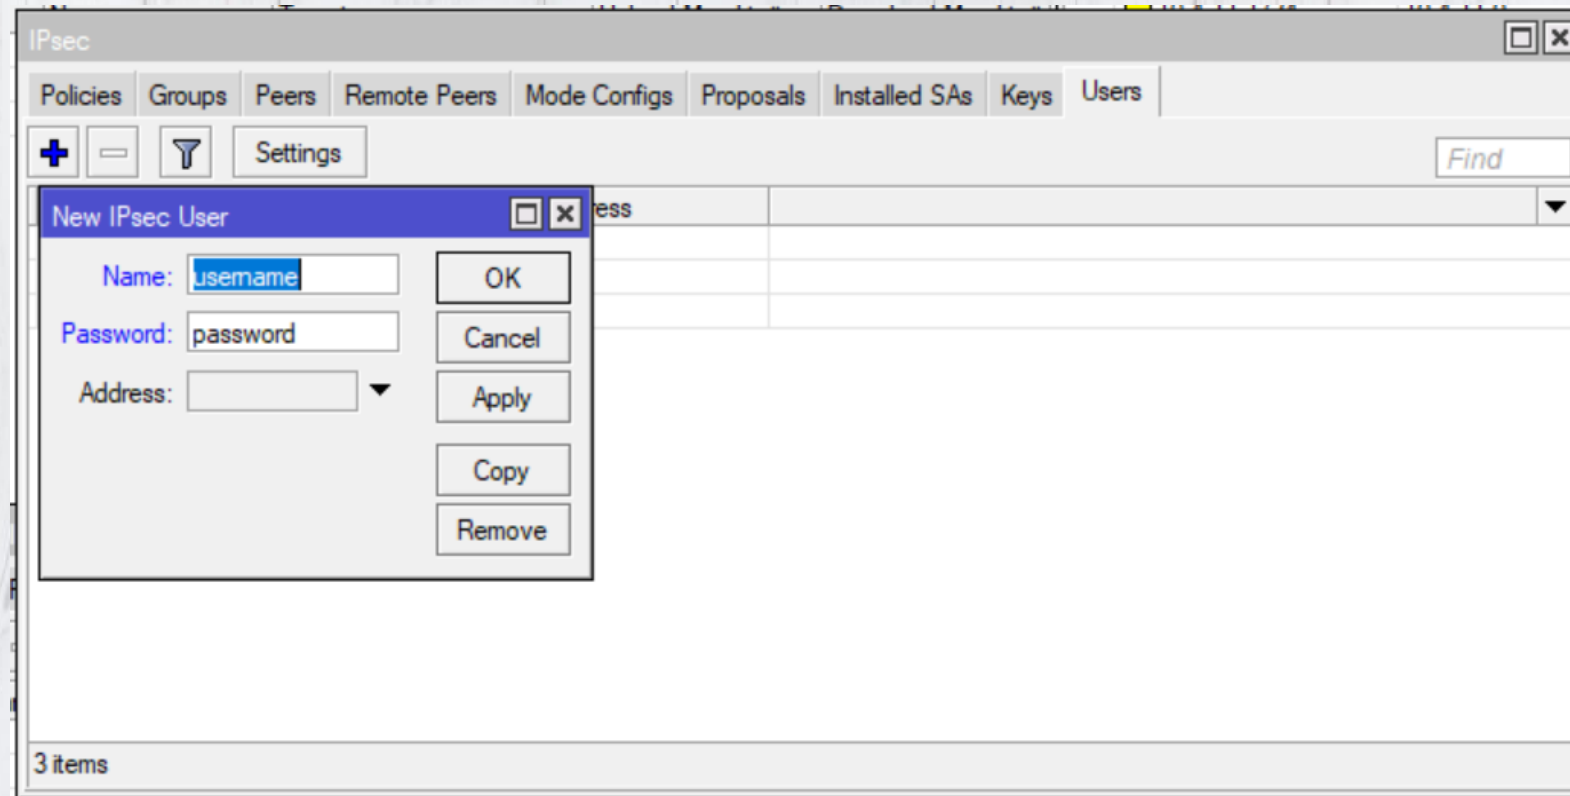 IPsec
Policies Groups Peers Remote Peers Mode Configs Proposals Installed SAs Keys Users
Settings Find
New IPsec User
Name: username OK
Password: password Cancel
Address: Apply
Copy
Remove
3 items